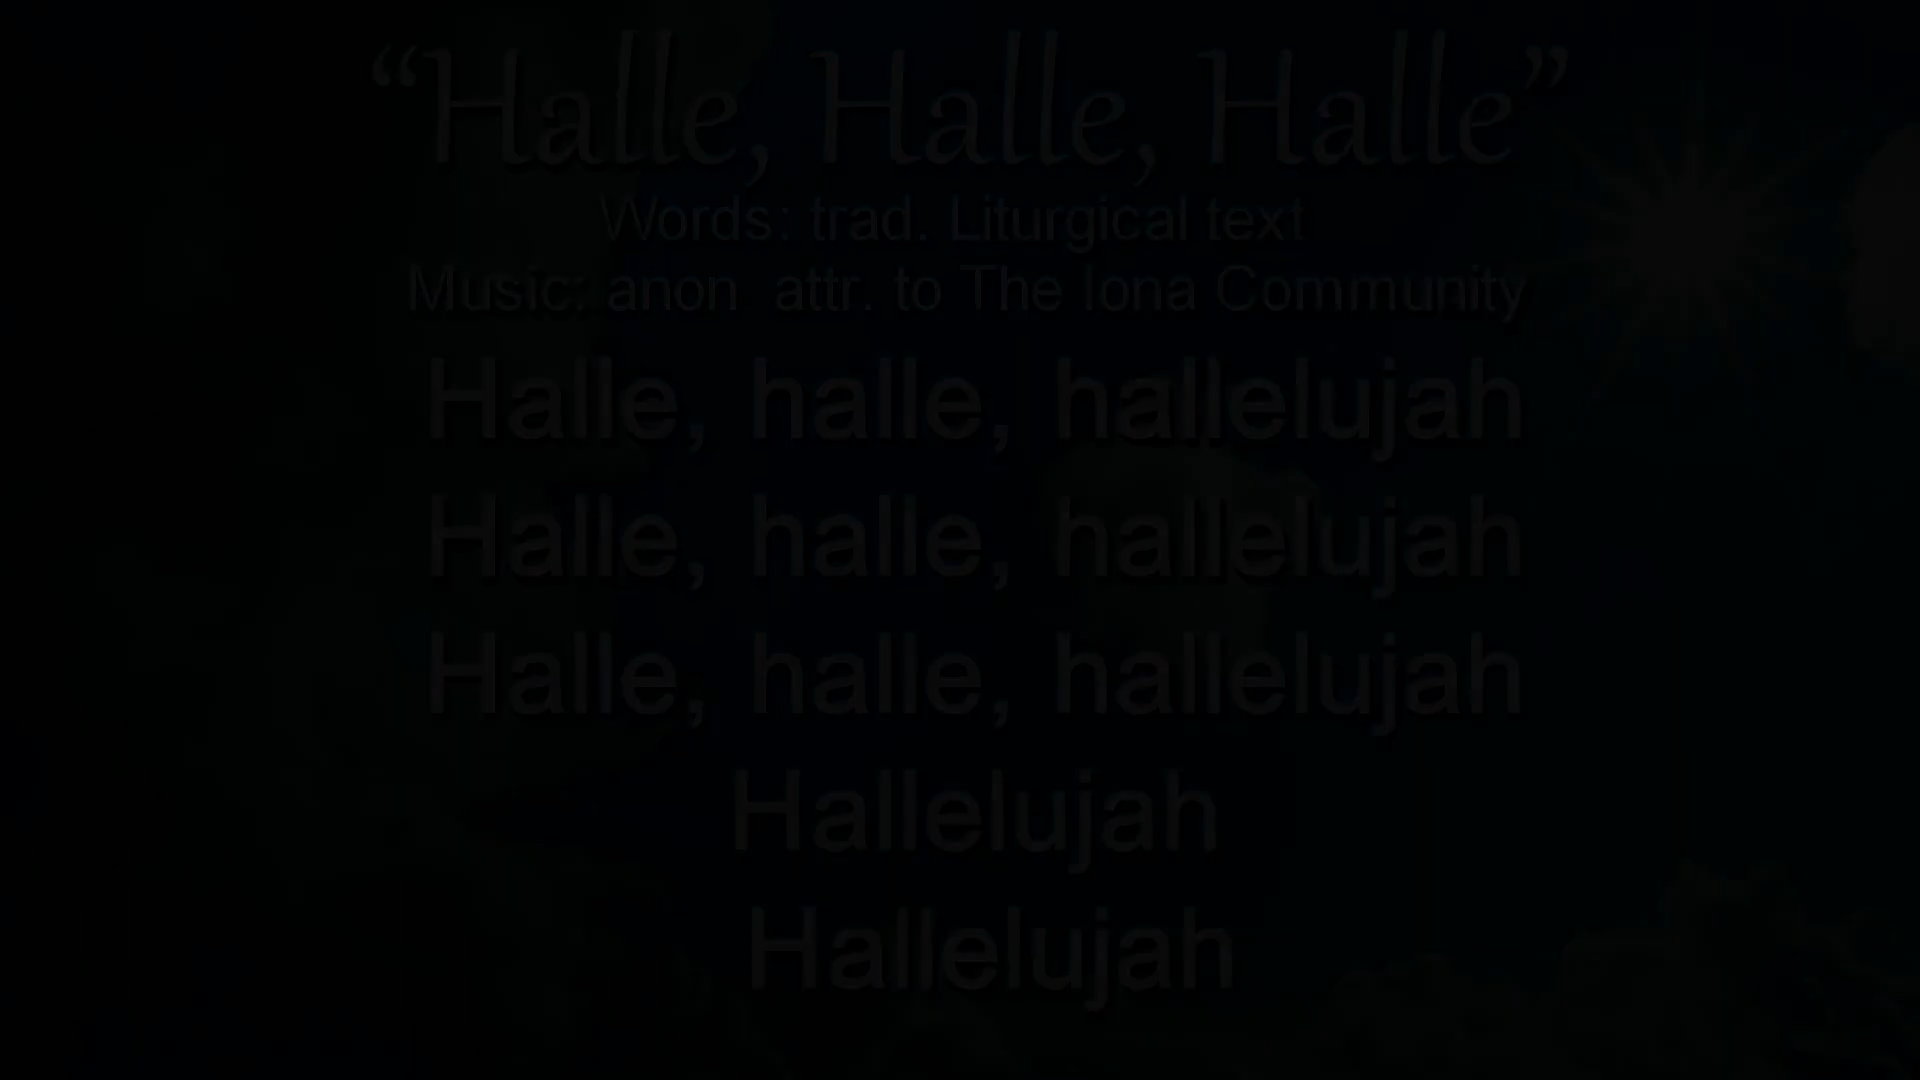 “Halle, Halle, Halle”
Words: trad. Liturgical text
Music: anon  attr. to The Iona Community
Halle, halle, hallelujah
Halle, halle, hallelujah
Halle, halle, hallelujah
Hallelujah
Hallelujah